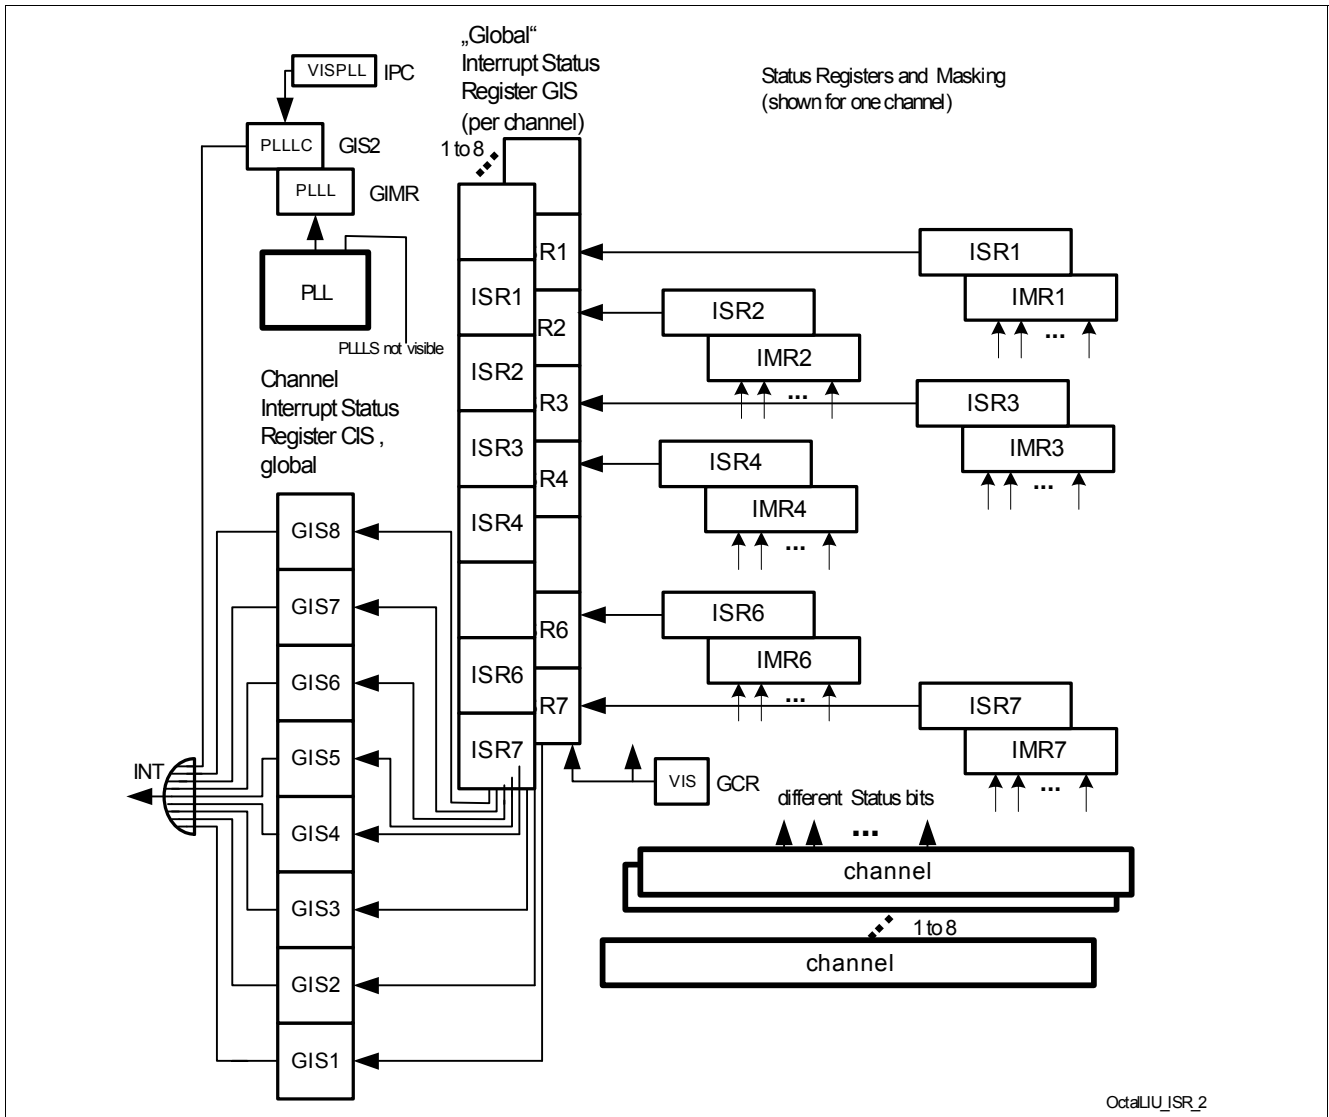 „Global“
Interrupt Status
Register GIS
(per channel)
1 to 8
VISPLL
IPC
PLLLC
GIS2
PLLL
GIMR
PLL
PLLLS not visible
Status Registers and Masking
(shown for one channel)
Channel
Interrupt Status
Register CIS ,
global
ISR1
ISR2
ISR3
ISR4
ISR6
ISR7
R1
R2
R3
R4
R6
R7
ISR1
IMR1
...
ISR2
IMR2
...
ISR3
IMR3
...
ISR4
IMR4
...
ISR6
IMR6
...
ISR7
IMR7
...
GIS8
GIS7
GIS6
GIS5
GIS4
GIS3
GIS2
GIS1
INT
VIS
GCR
different Status bits
...
channel
1 to 8
channel
OctalLIU_ISR_2